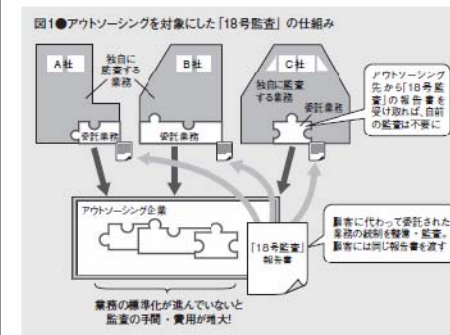 図1●アウトソーシングを対象にした「18号監査」の仕組み
A社
B社
C社
独自に
監査する
業務
独自に監査
する業務
委託業務
委託業務
委託業務
アウトソーシング
先から「18号監
査」の報告書を
受け取れば、自前
の監査は不要に
アウトソーシング企業
「18号監査」
報告書
顧客に代わって委託された
業務の統制を整備・監査。
顧客には同じ報告書を渡す
業務の標準化が進んでいないと
監査の手間・費用が増大!